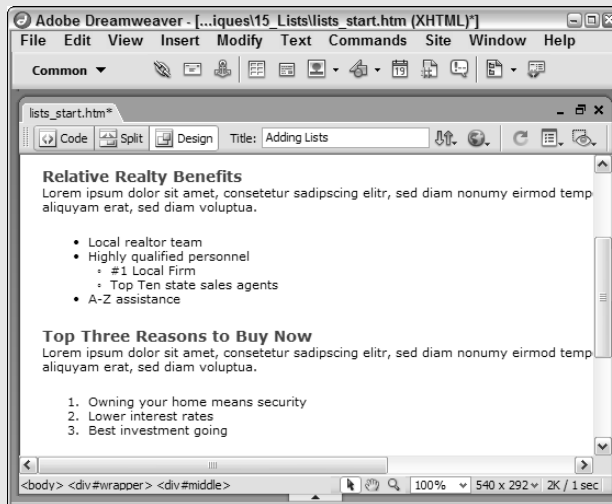 Adobe Dreamweaver - [...iques\15_Lists\lists_start.htm (XHTML)*]
File Edit View Insert Modify Text Commands Site Window Help
Common
19
lists_start.htm*
Code Split Design Title: Adding Lists
Relative Realty Benefits
Lorem ipsum dolor sit amet, consetetur sadipscing elitr, sed diam nonumy eirmod temp
aliquyam erat, sed diam voluptua.
• Local realtor team
• Highly qualified personnel
◦ #1 Local Firm
◦ Top Ten state sales agents
• A-Z assistance
Top Three Reasons to Buy Now
Lorem ipsum dolor sit amet, consetetur sadipscing elitr, sed diam nonumy eirmod temp
aliquyam erat, sed diam voluptua.
1. Owning your home means security
2. Lower interest rates
3. Best investment going
<body> <div#wrapper> <div#middle> 100% 540 x 292 2K / 1 sec